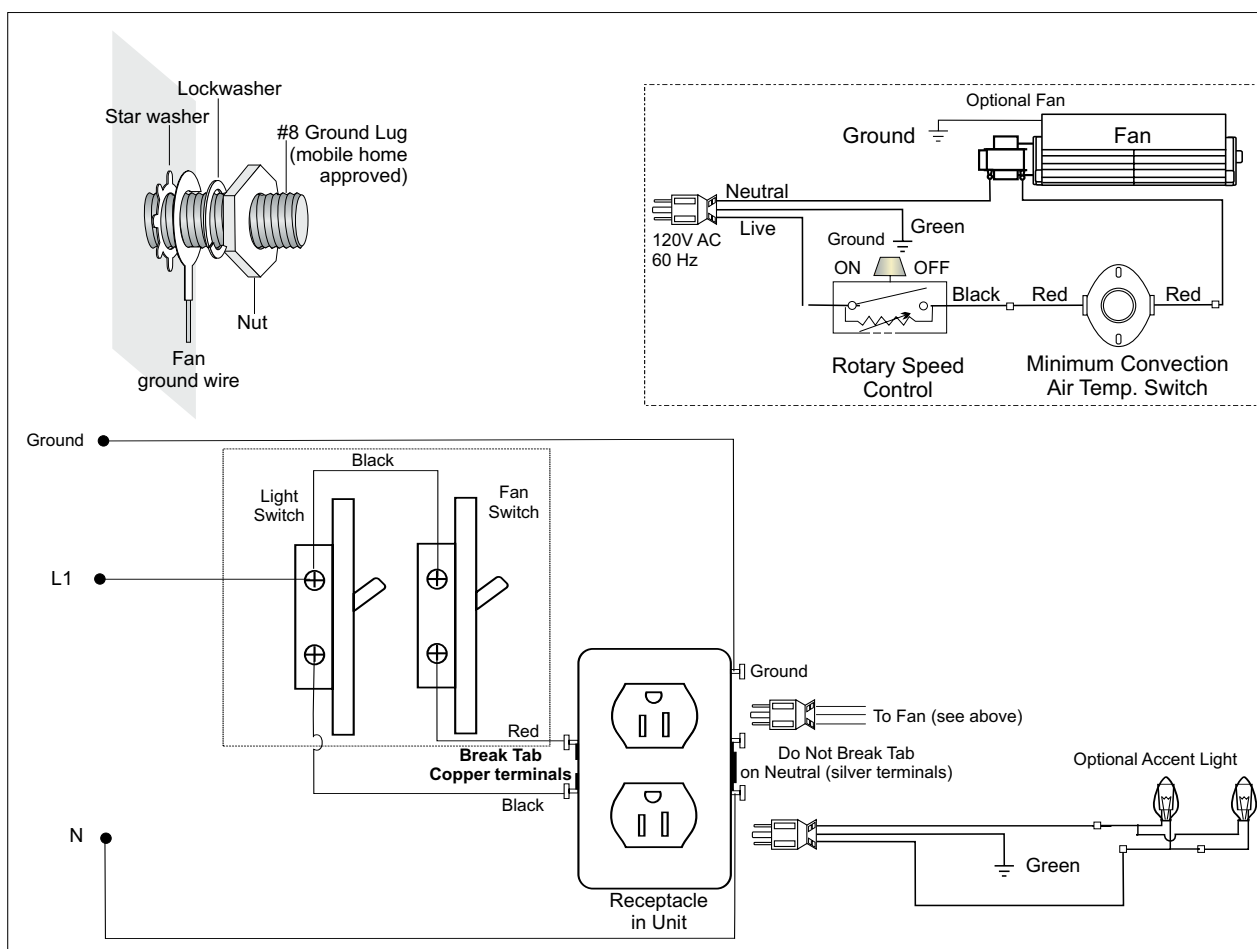 Lockwasher
Star washer
#8 Ground Lug
(mobile home
approved)
Nut
Fan
ground wire
Optional Fan
Ground
Fan
Neutral
Live
Green
120V AC
60 Hz
Ground
ON
OFF
Black
Red
Red
Rotary Speed
Control
Minimum Convection
Air Temp. Switch
Ground
Black
Light
Switch
Fan
Switch
L1
Ground
To Fan (see above)
Red
Break Tab
Copper terminals
Do Not Break Tab
on Neutral (silver terminals)
Optional Accent Light
Black
N
Green
Receptacle
in Unit